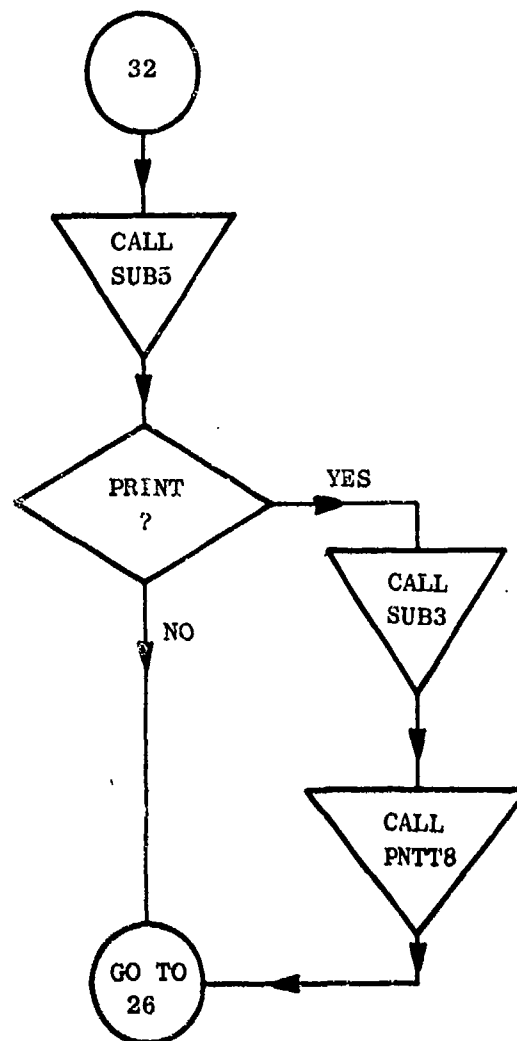 32
CALL
SUB5
PRINT
?
YES
NO
CALL
SUB3
CALL
PNTT8
GO TO
26